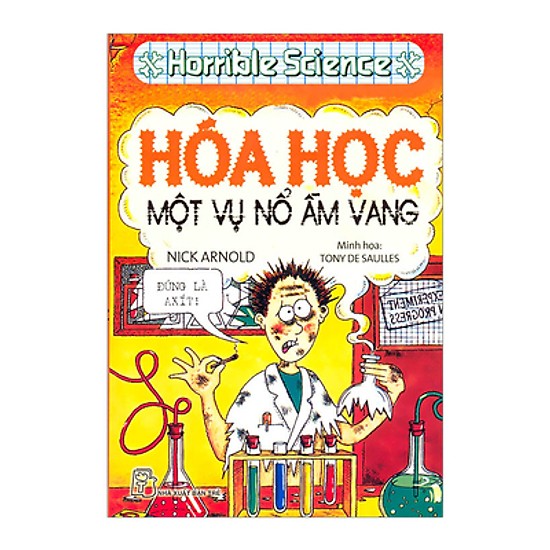 Horrible Science
HÓA HỌC
MỘT VỤ NỔ ẦM VANG
NICK ARNOLD
Minh họa:
TONY DE SAULLES
ĐÚNG LÀ
AXÍT!
EXPERIMENT
IN PROGRESS
NHÀ XUẤT BẢN TRẺ